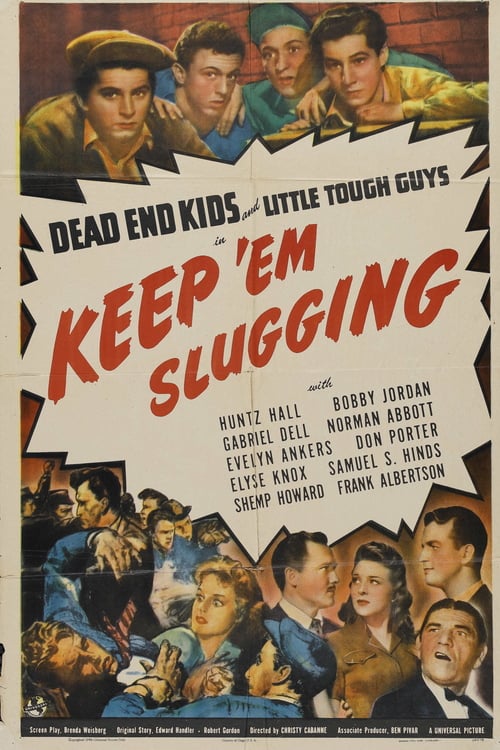 DEAD END KIDS and LITTLE TOUGH GUYS
in
KEEP 'EM
SLUGGING
with
HUNTZ HALL BOBBY JORDAN
GABRIEL DELL NORMAN ABBOTT
EVELYN ANKERS DON PORTER
ELYSE KNOX SAMUEL S. HINDS
SHEMP HOWARD FRANK ALBERTSON
Screen Play, Brenda Weisberg Original Story, Edward Handler - Robert Gordon Directed by CHRISTY CABANNE Associate Producer, BEN PIVAR A UNIVERSAL PICTURE